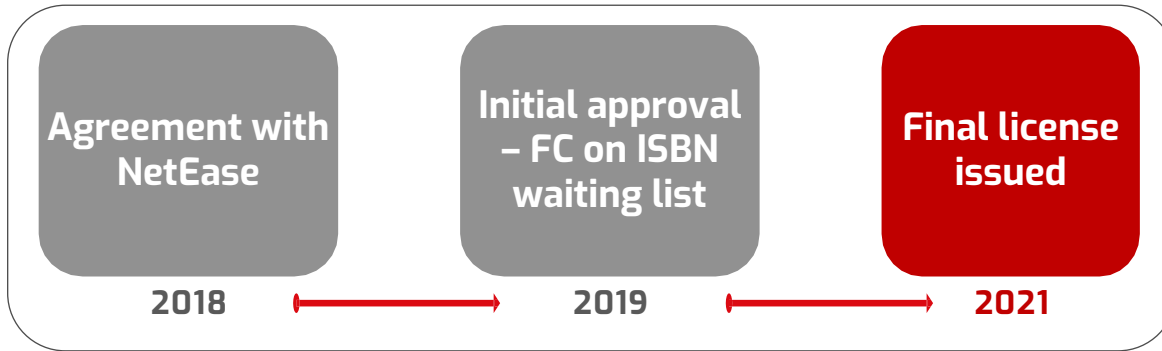 Agreement with
NetEase
Initial approval
– FC on ISBN
waiting list
Final license
issued
2018
2019
2021